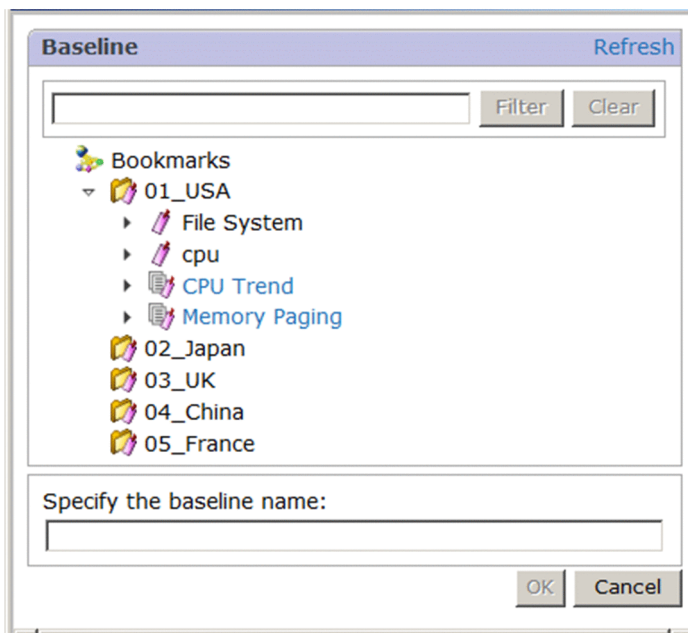 Baseline Refresh
Filter Clear
Bookmarks
01_USA
File System
cpu
CPU Trend
Memory Paging
02_Japan
03_UK
04_China
05_France
Specify the baseline name:
OK Cancel